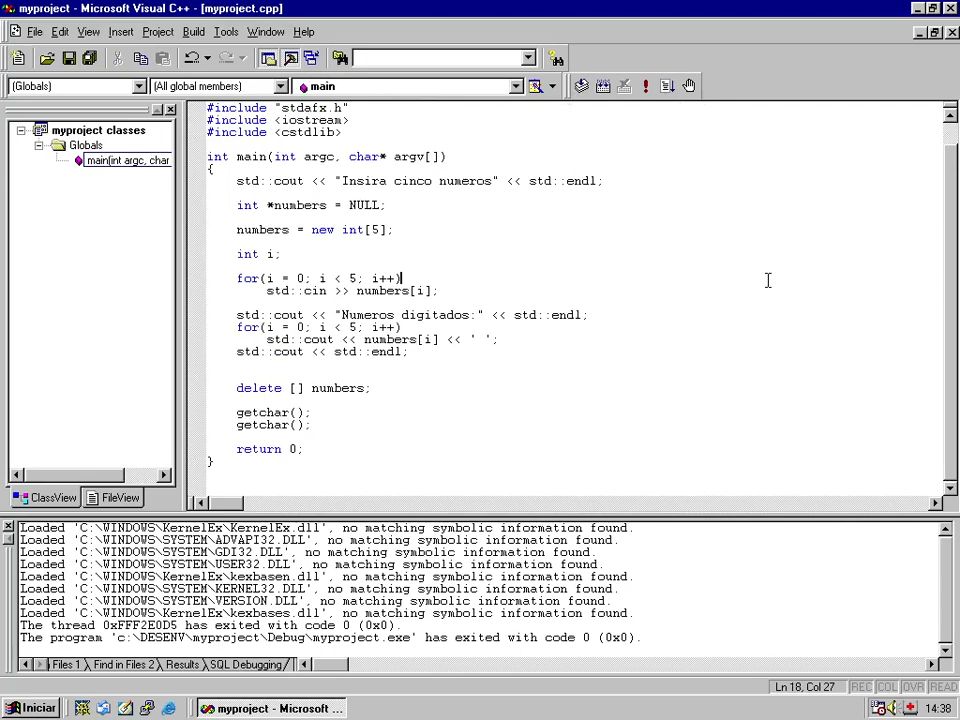 myproject - Microsoft Visual C++ - [myproject.cpp]
File Edit View Insert Project Build Tools Window Help
(Globals) (All global members) main
myproject classes
Globals
main(int argc, char
ClassView FileView
#include "stdafx.h"
#include <iostream>
#include <cstdlib>
int main(int argc, char* argv[])
{
std::cout << "Insira cinco numeros" << std::endl;
int *numbers = NULL;
numbers = new int[5];
int i;
for(i = 0; i < 5; i++)
std::cin >> numbers[i];
std::cout << "Numeros digitados:" << std::endl;
for(i = 0; i < 5; i++)
std::cout << numbers[i] << ' ';
std::cout << std::endl;
delete [] numbers;
getchar();
getchar();
return 0;
}
Loaded 'C:\WINDOWS\KernelEx\KernelEx.dll', no matching symbolic information found.
Loaded 'C:\WINDOWS\SYSTEM\ADVAPI32.DLL', no matching symbolic information found.
Loaded 'C:\WINDOWS\SYSTEM\GDI32.DLL', no matching symbolic information found.
Loaded 'C:\WINDOWS\SYSTEM\USER32.DLL', no matching symbolic information found.
Loaded 'C:\WINDOWS\KernelEx\kexbasen.dll', no matching symbolic information found.
Loaded 'C:\WINDOWS\SYSTEM\KERNEL32.DLL', no matching symbolic information found.
Loaded 'C:\WINDOWS\SYSTEM\VERSION.DLL', no matching symbolic information found.
Loaded 'C:\WINDOWS\KernelEx\kexbases.dll', no matching symbolic information found.
The thread 0xFFF2E0D5 has exited with code 0 (0x0).
The program 'c:\DESENV\myproject\Debug\myproject.exe' has exited with code 0 (0x0).
Files 1 Find in Files 2 Results SQL Debugging
Ln 18, Col 27 REC COL OVR READ
Iniciar myproject - Microsoft ... 14:38